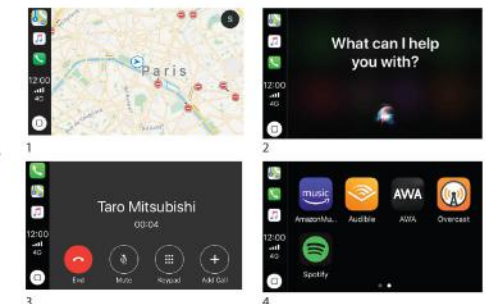 S
Paris
12:00
4G
1
What can I help
you with?
12:00
4G
2
Taro Mitsubishi
00:04
End
Mute
Keypad
Add Call
12:00
4G
3
music
AWA
AmazonMu...
Audible
AWA
Overcast
Spotify
12:00
4G
4